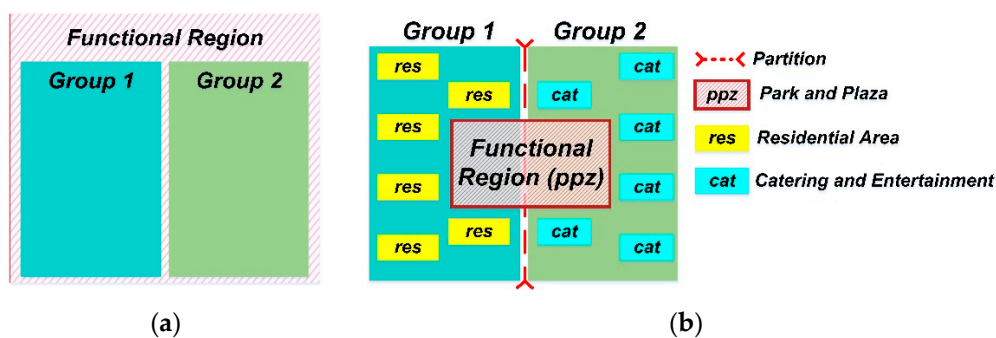 Functional Region
Group 1
Group 2
(a)
Group 1
Group 2
res
res
res
res
res
res
cat
cat
cat
cat
cat
cat
Functional
Region (ppz)
Partition
ppz
Park and Plaza
res
Residential Area
cat
Catering and Entertainment
(b)